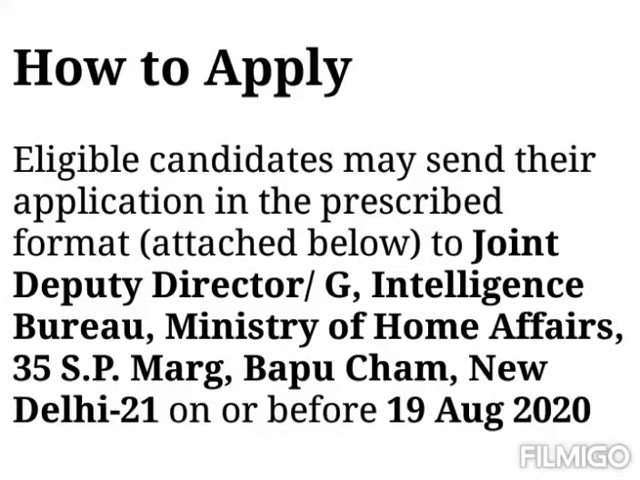 How to Apply
Eligible candidates may send their
application in the prescribed
format (attached below) to Joint
Deputy Director/ G, Intelligence
Bureau, Ministry of Home Affairs,
35 S.P. Marg, Bapu Cham, New
Delhi-21 on or before 19 Aug 2020
FILMIGO